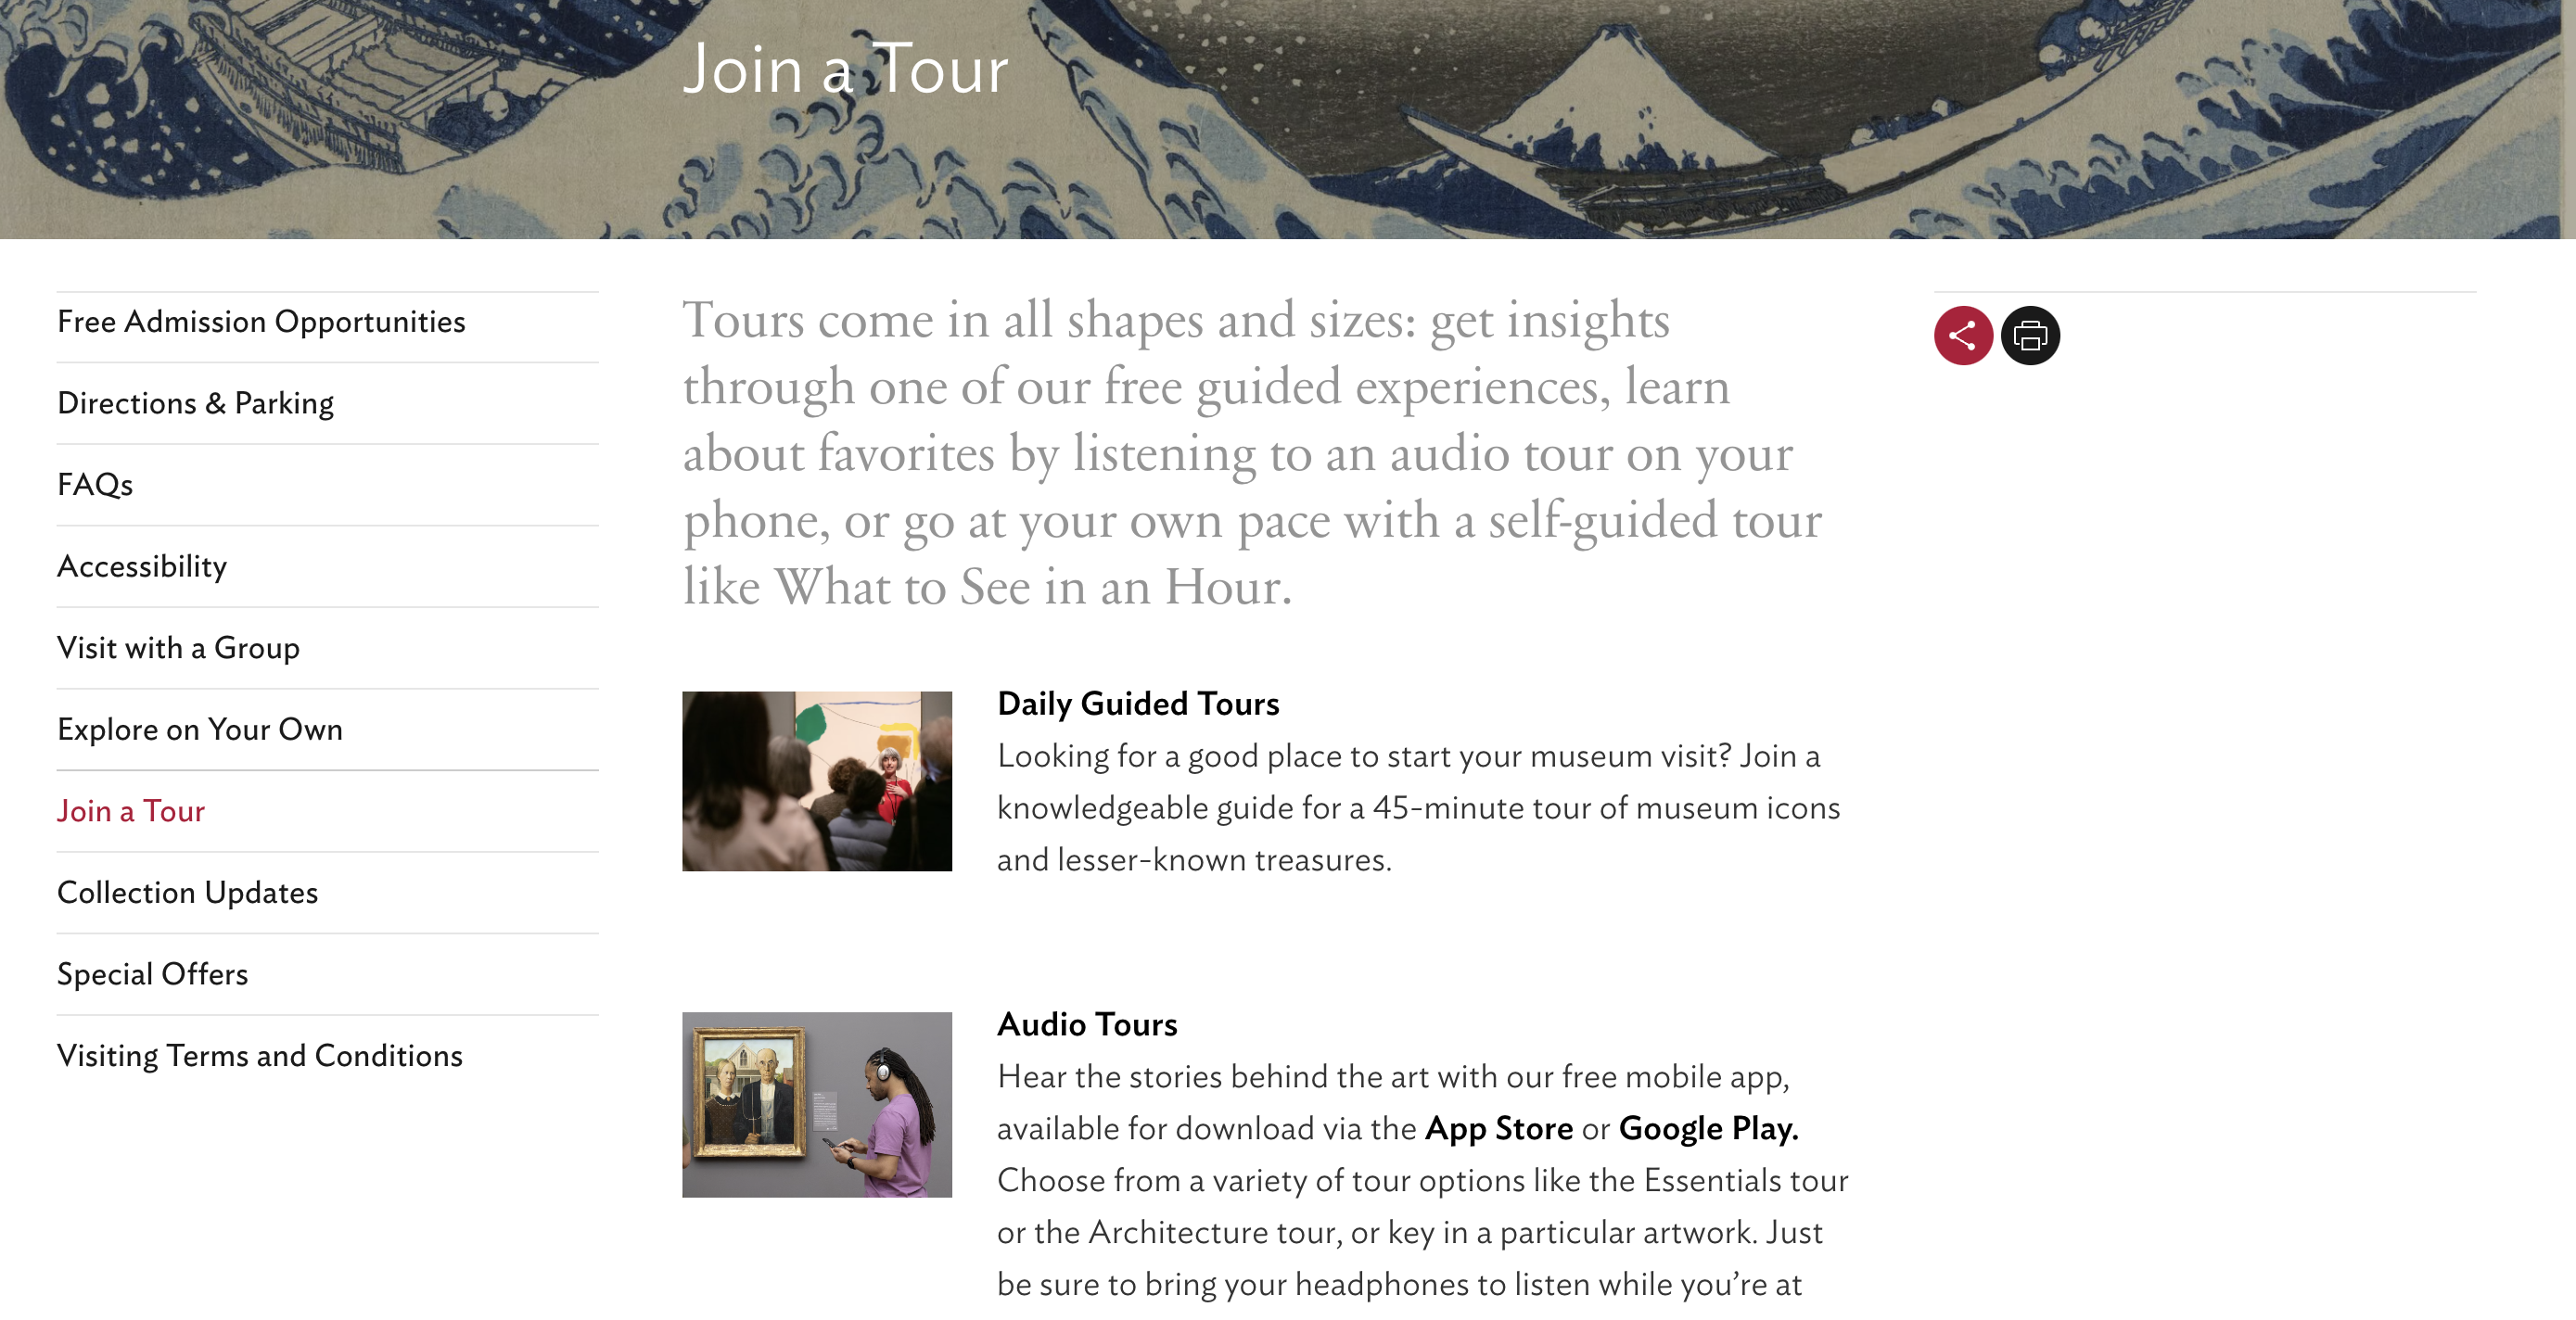 Join a Tour
Free Admission Opportunities
Directions & Parking
FAQs
Accessibility
Visit with a Group
Explore on Your Own
Join a Tour
Collection Updates
Special Offers
Visiting Terms and Conditions
Tours come in all shapes and sizes: get insights
through one of our free guided experiences, learn
about favorites by listening to an audio tour on your
phone, or go at your own pace with a self-guided tour
like What to See in an Hour.
Daily Guided Tours
Looking for a good place to start your museum visit? Join a
knowledgeable guide for a 45-minute tour of museum icons
and lesser-known treasures.
Audio Tours
Hear the stories behind the art with our free mobile app,
available for download via the App Store or Google Play.
Choose from a variety of tour options like the Essentials tour
or the Architecture tour, or key in a particular artwork. Just
be sure to bring your headphones to listen while you’re at